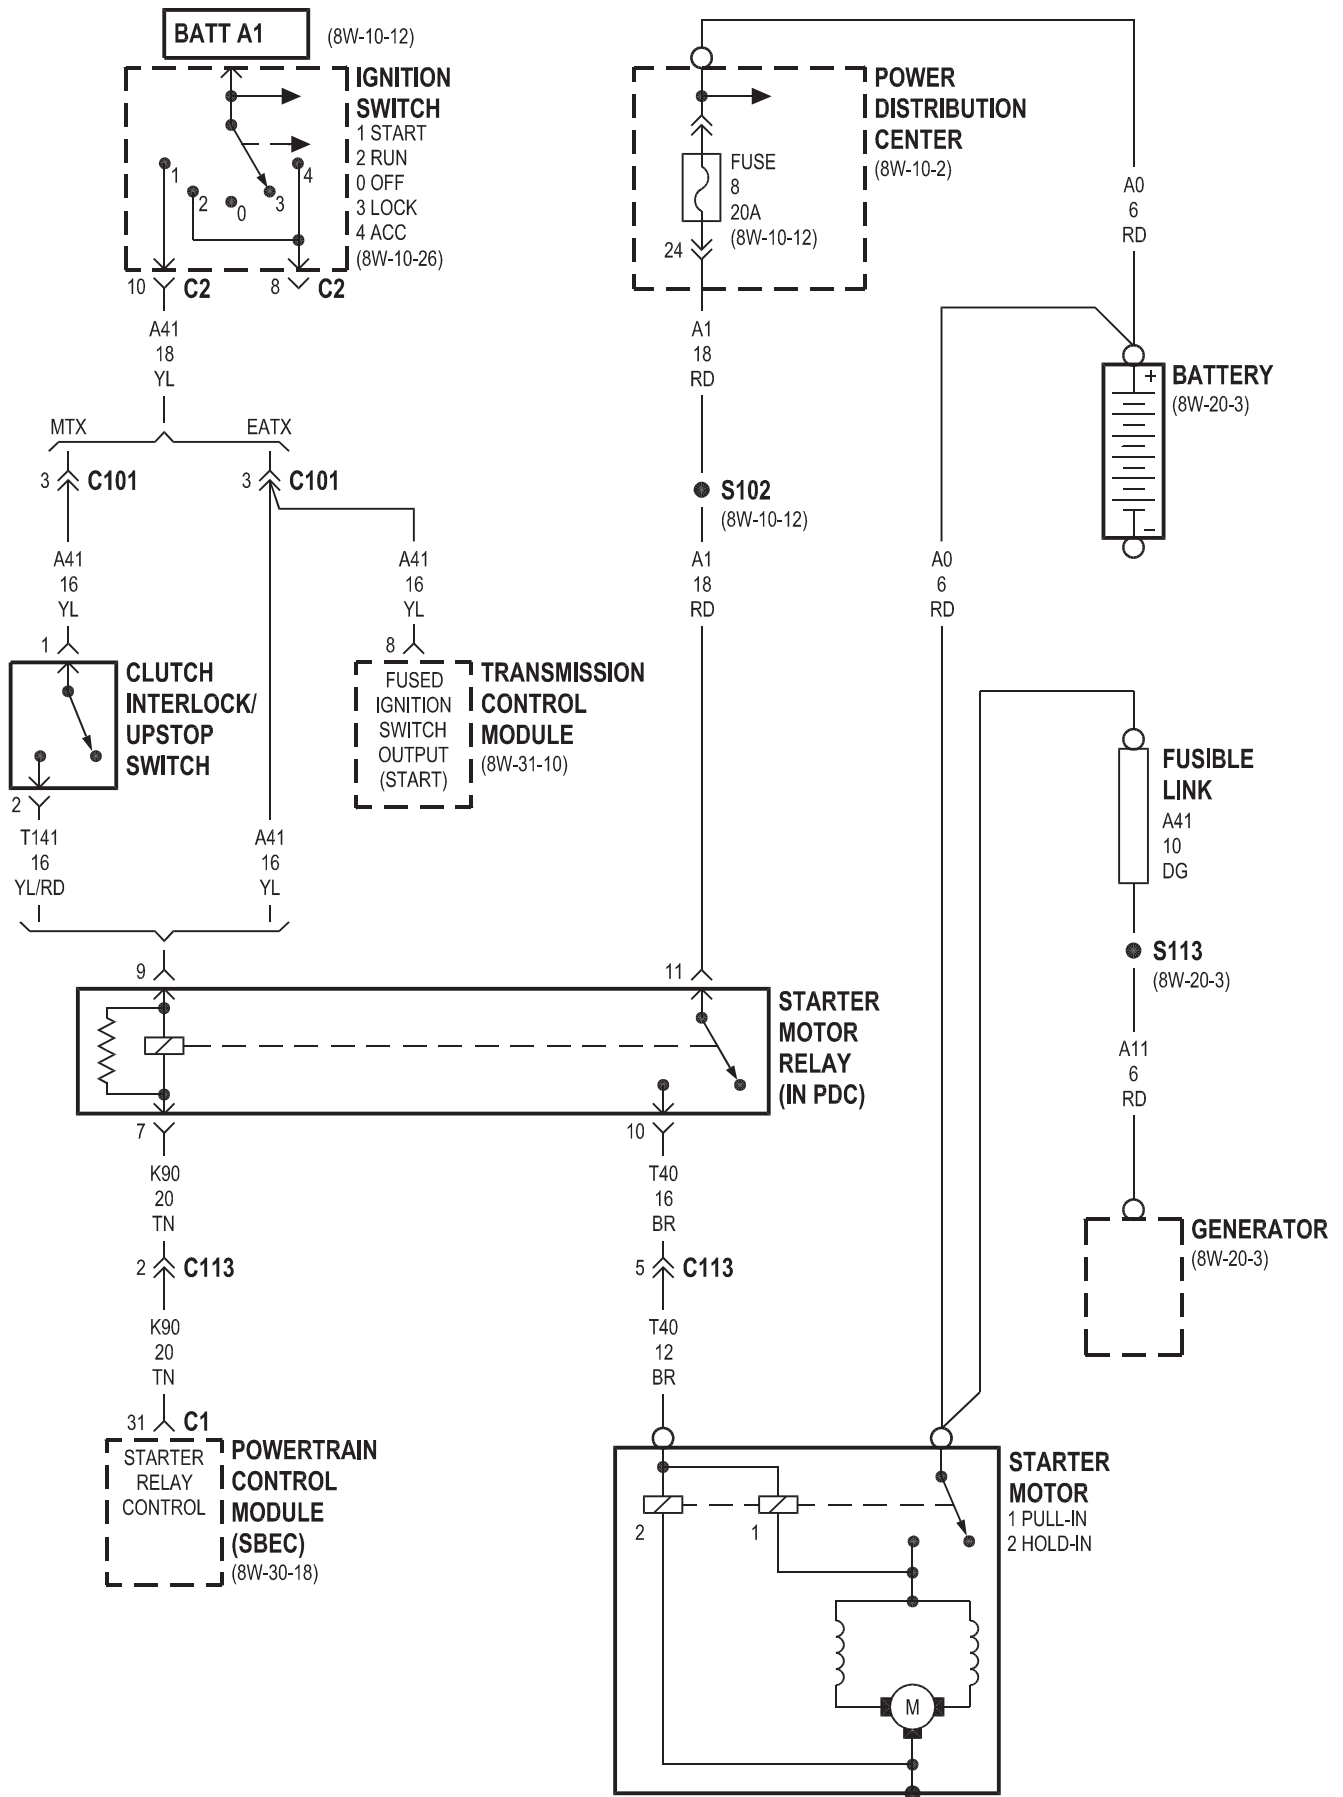 BATT A1
(8W-10-12)
IGNITION
SWITCH
1 START
2 RUN
0 OFF
3 LOCK
4 ACC
(8W-10-26)
1
2
0
3
4
10
C2
8
C2
A41
18
YL
MTX
EATX
3
C101
3
C101
A41
16
YL
A41
16
YL
1
CLUTCH
INTERLOCK/
UPSTOP
SWITCH
2
T141
16
YL/RD
A41
16
YL
8
FUSED
IGNITION
SWITCH
OUTPUT
(START)
TRANSMISSION
CONTROL
MODULE
(8W-31-10)
POWER
DISTRIBUTION
CENTER
(8W-10-2)
FUSE
8
20A
(8W-10-12)
24
A1
18
RD
S102
(8W-10-12)
A1
18
RD
A0
6
RD
BATTERY
(8W-20-3)
+
–
A0
6
RD
FUSIBLE
LINK
A41
10
DG
S113
(8W-20-3)
A11
6
RD
GENERATOR
(8W-20-3)
9
11
STARTER
MOTOR
RELAY
(IN PDC)
7
10
K90
20
TN
T40
16
BR
2
C113
5
C113
K90
20
TN
T40
12
BR
31
C1
STARTER
RELAY
CONTROL
POWERTRAIN
CONTROL
MODULE
(SBEC)
(8W-30-18)
STARTER
MOTOR
1 PULL-IN
2 HOLD-IN
2
1
M